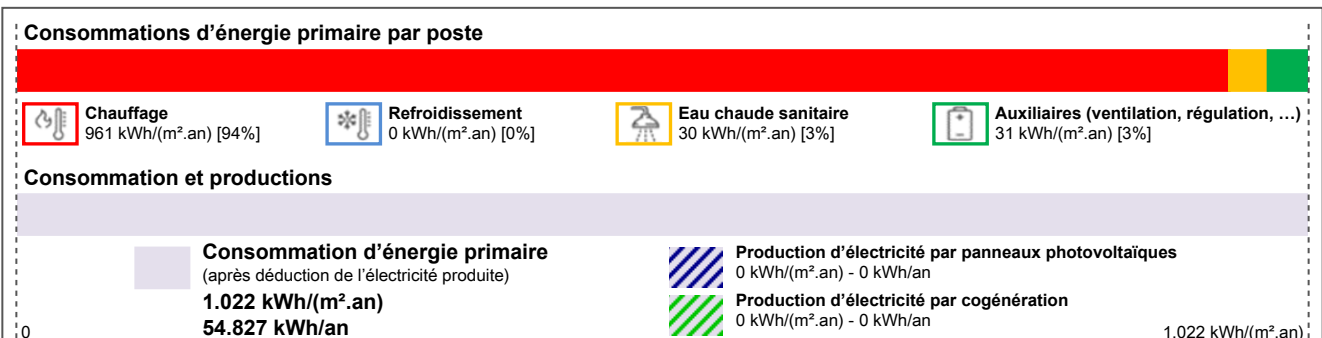 Consommations d’énergie primaire par poste
Chauffage
961 kWh/(m².an) [94%]
Refroidissement
0 kWh/(m².an) [0%]
Eau chaude sanitaire
30 kWh/(m².an) [3%]
Auxiliaires (ventilation, régulation, …)
31 kWh/(m².an) [3%]
Consommation et productions
Consommation d’énergie primaire
(après déduction de l’électricité produite)
1.022 kWh/(m².an)
54.827 kWh/an
Production d’électricité par panneaux photovoltaïques
0 kWh/(m².an) - 0 kWh/an
Production d’électricité par cogénération
0 kWh/(m².an) - 0 kWh/an
0
1.022 kWh/(m².an)